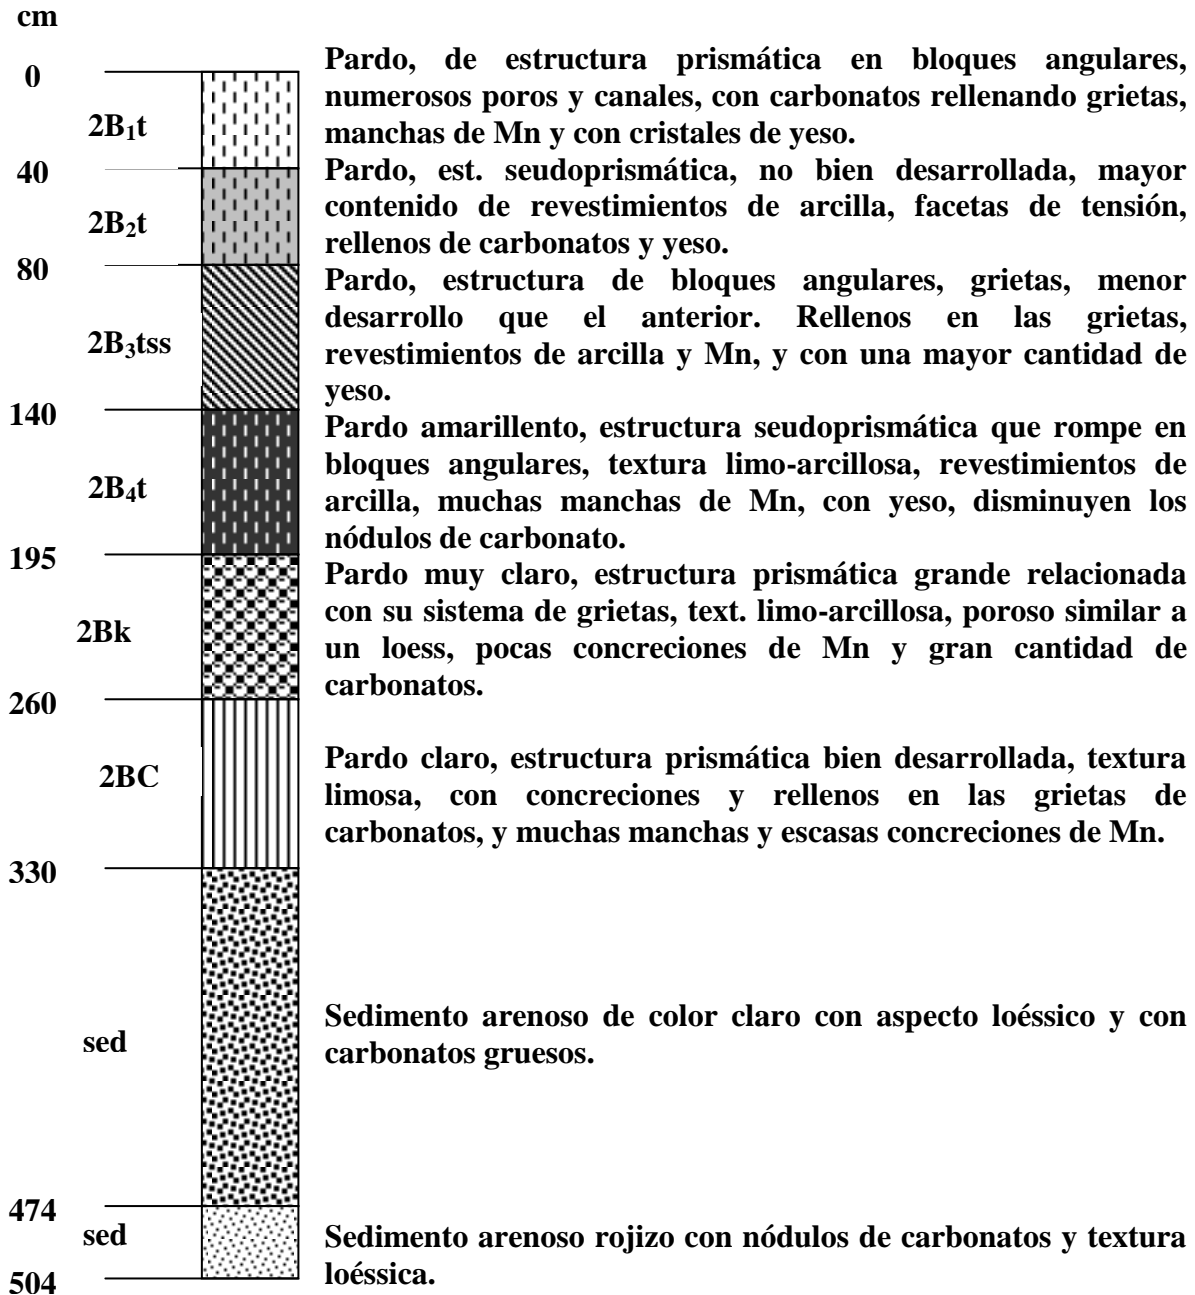 cm
0
Pardo, de estructura prismática en bloques angulares,
numerosos poros y canales, con carbonatos rellenando grietas,
manchas de Mn y con cristales de yeso.
2B₁t
40
Pardo, est. seudoprismática, no bien desarrollada, mayor
contenido de revestimientos de arcilla, facetas de tensión,
rellenos de carbonatos y yeso.
2B₂t
80
Pardo, estructura de bloques angulares, grietas, menor
desarrollo que el anterior. Rellenos en las grietas,
revestimientos de arcilla y Mn, y con una mayor cantidad de
yeso.
2B₃tss
140
Pardo amarillento, estructura seudoprismática que rompe en
bloques angulares, textura limo-arcillosa, revestimientos de
arcilla, muchas manchas de Mn, con yeso, disminuyen los
nódulos de carbonato.
2B₄t
195
Pardo muy claro, estructura prismática grande relacionada
con su sistema de grietas, text. limo-arcillosa, poroso similar a
un loess, pocas concreciones de Mn y gran cantidad de
carbonatos.
2Bk
260
Pardo claro, estructura prismática bien desarrollada, textura
limosa, con concreciones y rellenos en las grietas de
carbonatos, y muchas manchas y escasas concreciones de Mn.
2BC
330
Sedimento arenoso de color claro con aspecto loéssico y con
carbonatos gruesos.
sed
474
Sedimento arenoso rojizo con nódulos de carbonatos y textura
loéssica.
sed
504